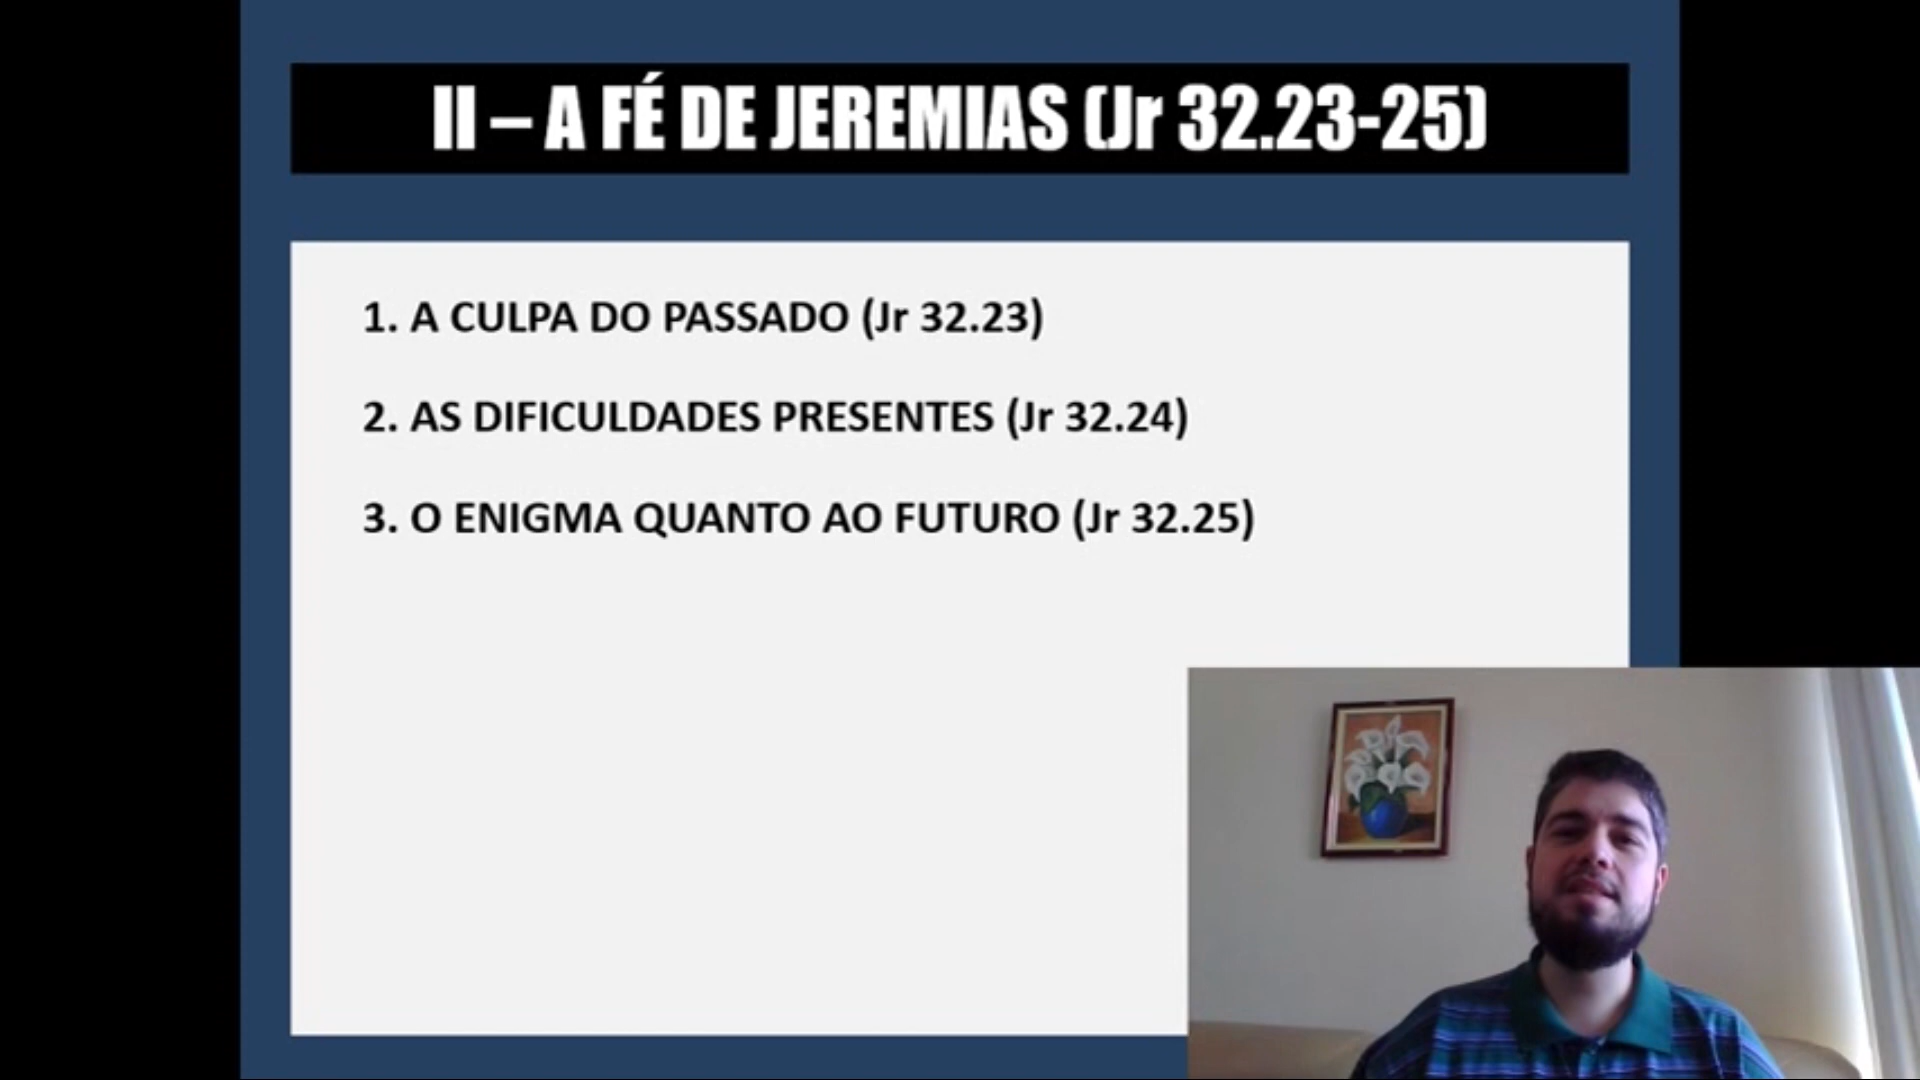 II – A FÉ DE JEREMIAS (Jr 32.23-25)
1. A CULPA DO PASSADO (Jr 32.23)
2. AS DIFICULDADES PRESENTES (Jr 32.24)
3. O ENIGMA QUANTO AO FUTURO (Jr 32.25)